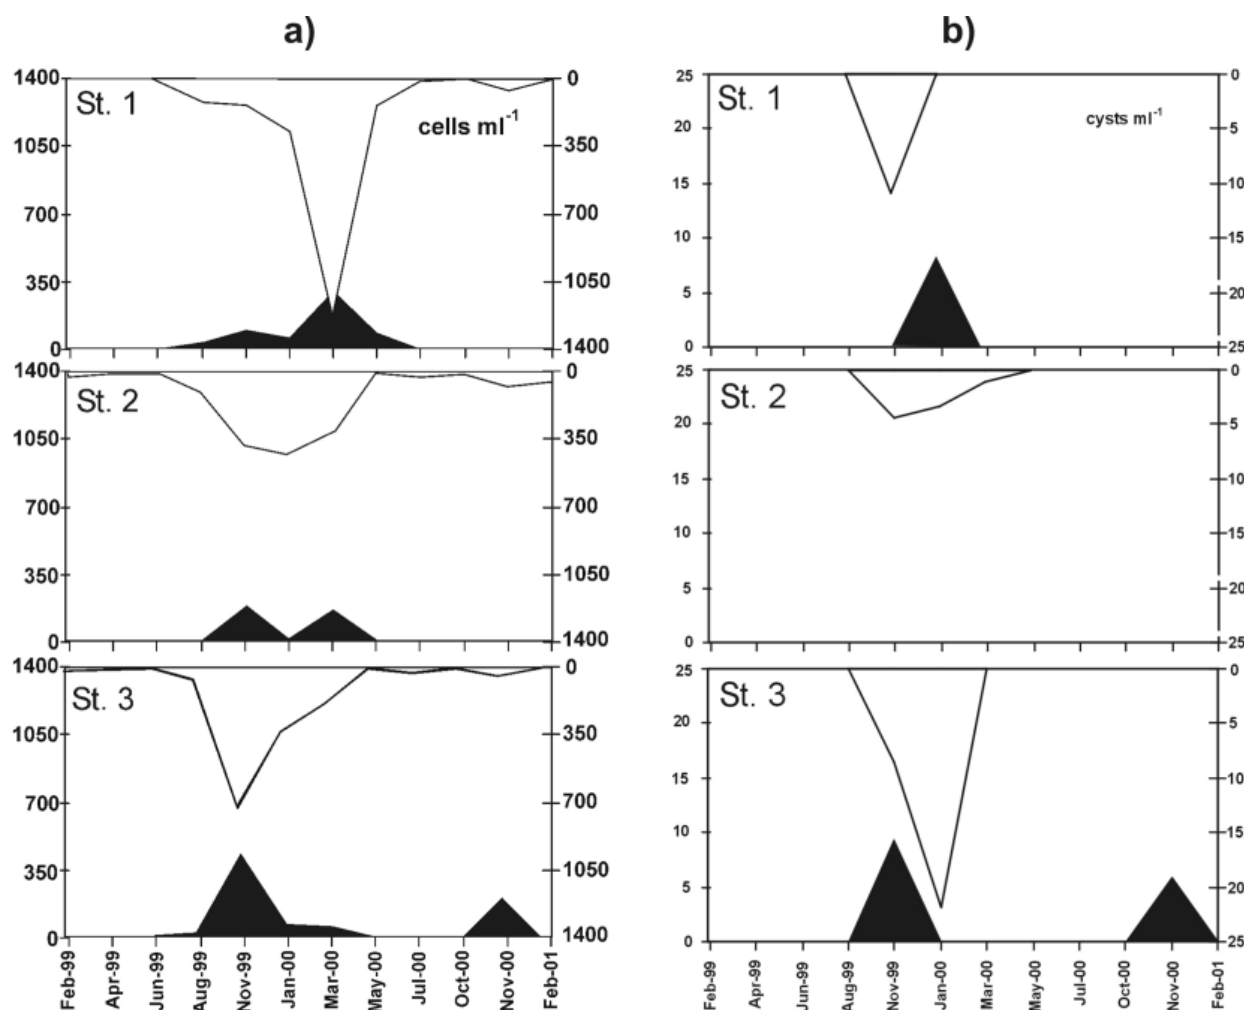 a)
b)
1400
1050
700
350
0
St. 1
cells ml-1
0
350
700
1050
1400
25
20
15
10
5
0
St. 1
cysts ml-1
0
5
10
15
20
25
1400
1050
700
350
0
St. 2
0
350
700
1050
1400
25
20
15
10
5
0
St. 2
0
5
10
15
20
25
1400
1050
700
350
0
St. 3
0
350
700
1050
1400
25
20
15
10
5
0
St. 3
0
5
10
15
20
25
Feb-99
Apr-99
Jun-99
Aug-99
Nov-99
Jan-00
Mar-00
May-00
Jul-00
Oct-00
Nov-00
Feb-01
Feb-99
Apr-99
Jun-99
Aug-99
Nov-99
Jan-00
Mar-00
May-00
Jul-00
Oct-00
Nov-00
Feb-01